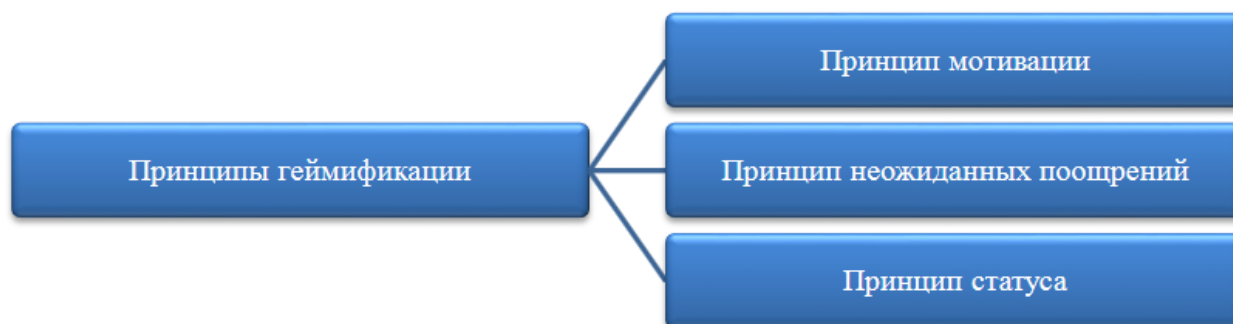 Принципы геймификации
Принцип мотивации
Принцип неожиданных поощрений
Принцип статуса